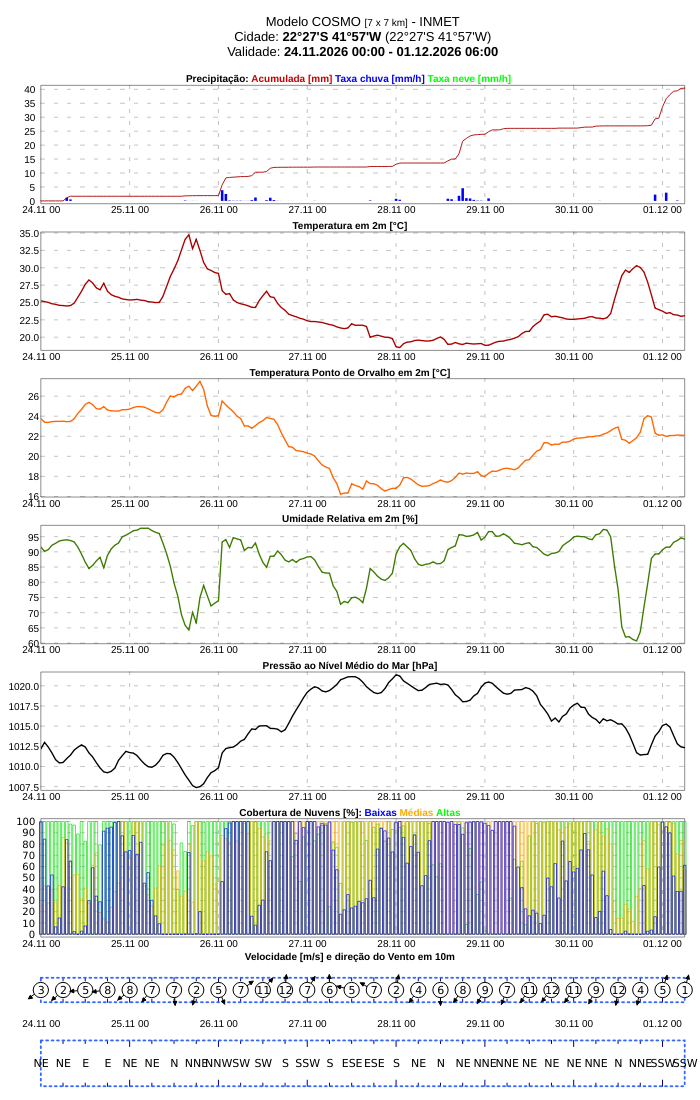 Modelo COSMO [7 x 7 km] - INMET
Cidade: 22°27'S 41°57'W (22°27'S 41°57'W)
Validade: 24.11.2026 00:00 - 01.12.2026 06:00
Precipitação: Acumulada [mm] Taxa chuva [mm/h] Taxa neve [mm/h]
40
35
30
25
20
15
10
5
0
24.11 00 25.11 00 26.11 00 27.11 00 28.11 00 29.11 00 30.11 00 01.12 00
Temperatura em 2m [°C]
35.0
32.5
30.0
27.5
25.0
22.5
20.0
24.11 00 25.11 00 26.11 00 27.11 00 28.11 00 29.11 00 30.11 00 01.12 00
Temperatura Ponto de Orvalho em 2m [°C]
26
24
22
20
18
16
24.11 00 25.11 00 26.11 00 27.11 00 28.11 00 29.11 00 30.11 00 01.12 00
Umidade Relativa em 2m [%]
95
90
85
80
75
70
65
60
24.11 00 25.11 00 26.11 00 27.11 00 28.11 00 29.11 00 30.11 00 01.12 00
Pressão ao Nível Médio do Mar [hPa]
1020.0
1017.5
1015.0
1012.5
1010.0
1007.5
24.11 00 25.11 00 26.11 00 27.11 00 28.11 00 29.11 00 30.11 00 01.12 00
Cobertura de Nuvens [%]: Baixas Médias Altas
100
90
80
70
60
50
40
30
20
10
0
24.11 00 25.11 00 26.11 00 27.11 00 28.11 00 29.11 00 30.11 00 01.12 00
Velocidade [m/s] e direção do Vento em 10m
3 2 5 8 8 7 7 2 5 7 11 12 7 6 5 7 2 4 6 8 9 7 11 12 11 9 12 4 5 1
24.11 00 25.11 00 26.11 00 27.11 00 28.11 00 29.11 00 30.11 00 01.12 00
NE NE E E NE NE N NNE NNW SW SW S SSW S ESE ESE S NE N NE NNE NNE NE NE NE NNE N NNE SSW SSW